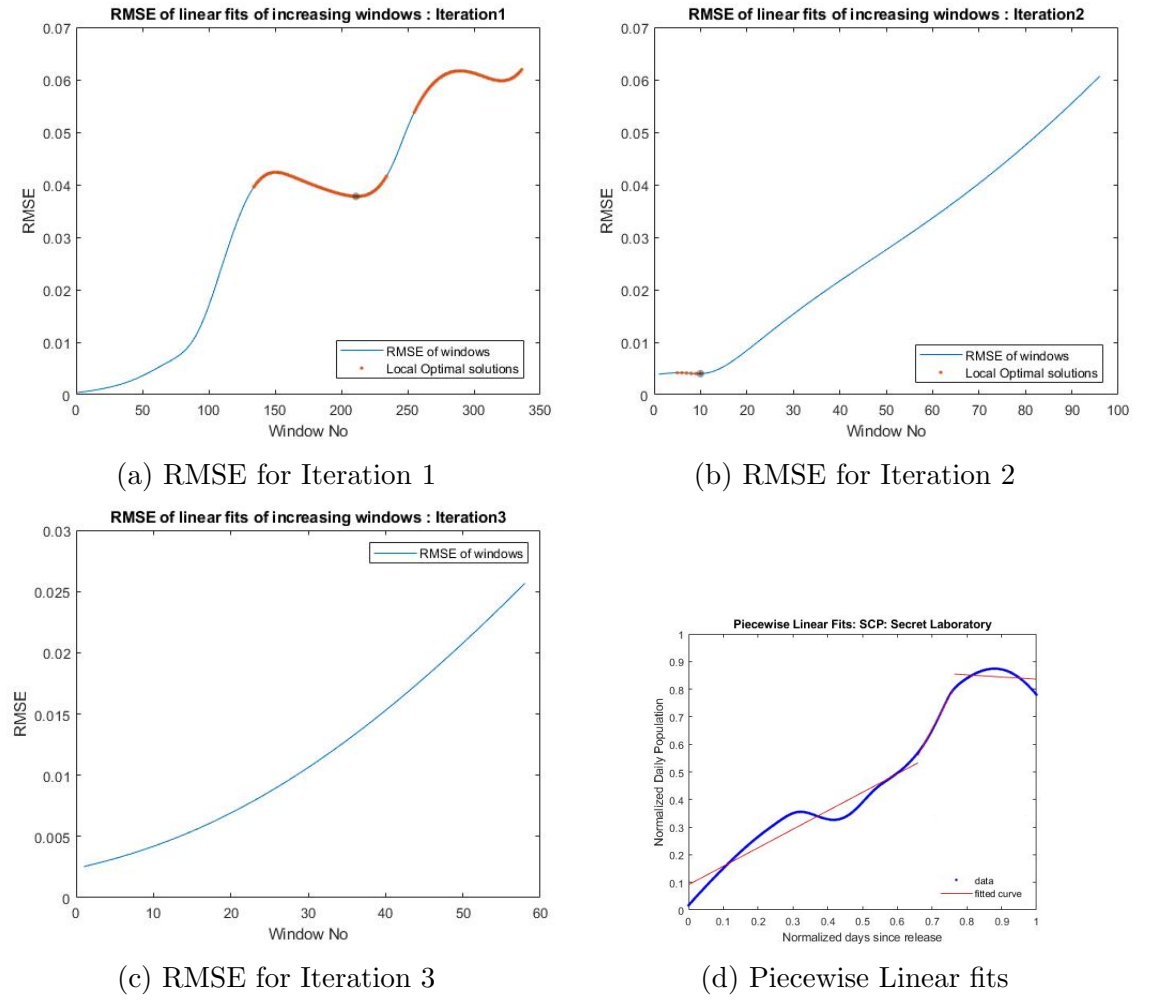 RMSE of linear fits of increasing windows : Iteration1
0.07
0.06
0.05
0.04
0.03
0.02
0.01
0
RMSE
0 50 100 150 200 250 300 350
Window No
RMSE of windows
Local Optimal solutions
(a) RMSE for Iteration 1
RMSE of linear fits of increasing windows : Iteration2
0.07
0.06
0.05
0.04
0.03
0.02
0.01
0
RMSE
0 10 20 30 40 50 60 70 80 90 100
Window No
RMSE of windows
Local Optimal solutions
(b) RMSE for Iteration 2
RMSE of linear fits of increasing windows : Iteration3
0.03
0.025
0.02
0.015
0.01
0.005
0
RMSE
0 10 20 30 40 50 60
Window No
RMSE of windows
(c) RMSE for Iteration 3
Piecewise Linear Fits: SCP: Secret Laboratory
1
0.9
0.8
0.7
0.6
0.5
0.4
0.3
0.2
0.1
0
Normalized Daily Population
0 0.1 0.2 0.3 0.4 0.5 0.6 0.7 0.8 0.9 1
Normalized days since release
data
fitted curve
(d) Piecewise Linear fits